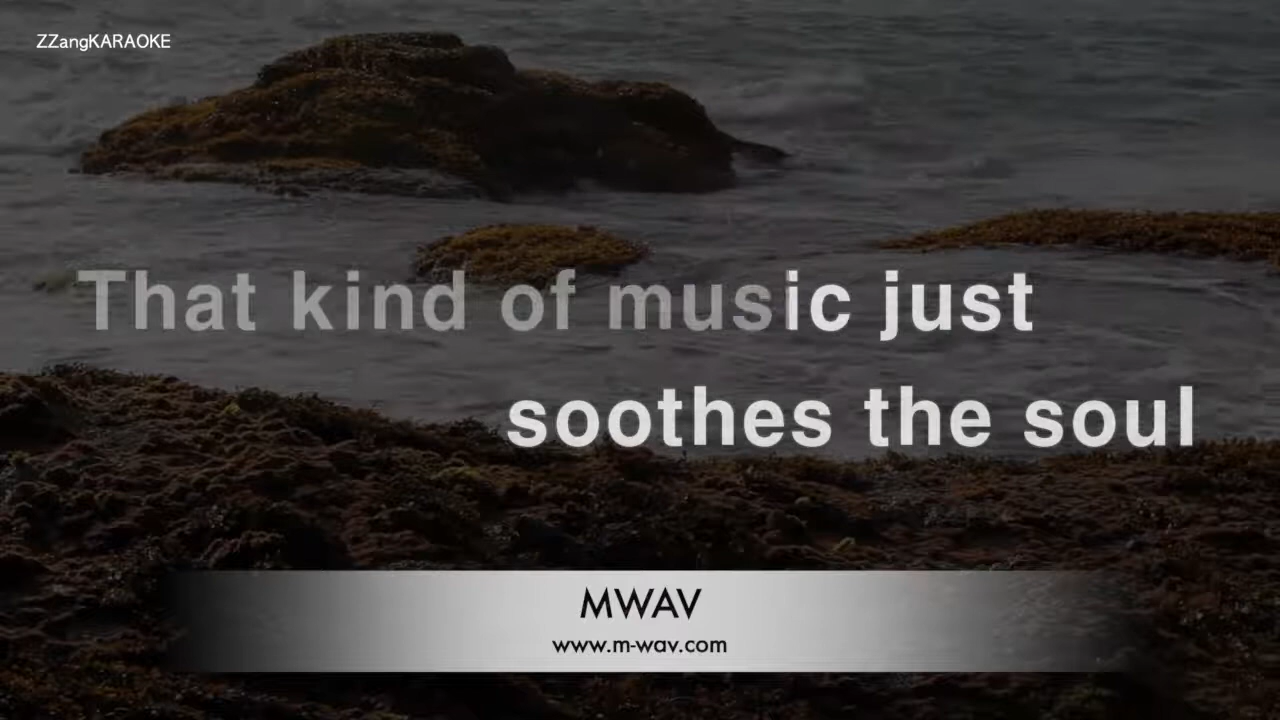 ZZangKARAOKE
That kind of music just
soothes the soul
MWAV
www.m-wav.com